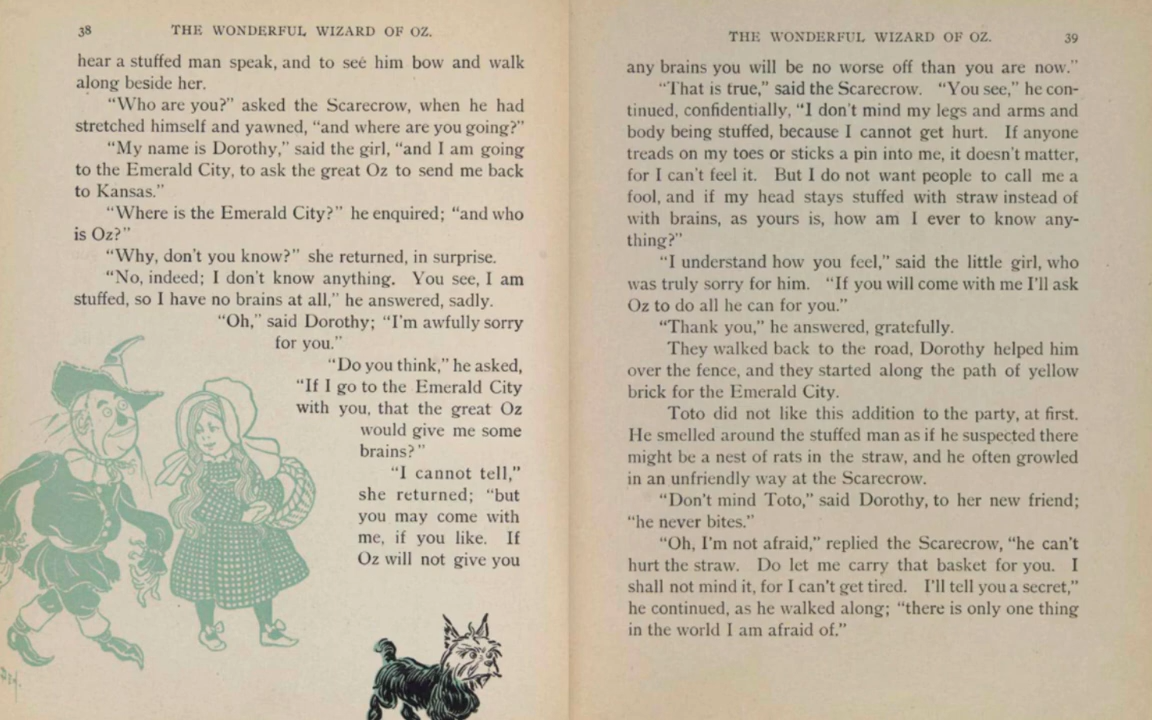 38 THE WONDERFUL WIZARD OF OZ.
hear a stuffed man speak, and to see him bow and walk
along beside her.
“Who are you?” asked the Scarecrow, when he had
stretched himself and yawned, “and where are you going?”
“My name is Dorothy,” said the girl, “and I am going
to the Emerald City, to ask the great Oz to send me back
to Kansas.”
“Where is the Emerald City?” he enquired; “and who
is Oz?”
“Why, don't you know?” she returned, in surprise.
“No, indeed; I don't know anything. You see, I am
stuffed, so I have no brains at all,” he answered, sadly.
“Oh,” said Dorothy; “I'm awfully sorry
for you.”
“Do you think,” he asked,
“If I go to the Emerald City
with you, that the great Oz
would give me some
brains?”
“I cannot tell,”
she returned; “but
you may come with
me, if you like. If
Oz will not give you
THE WONDERFUL WIZARD OF OZ. 39
any brains you will be no worse off than you are now.”
“That is true,” said the Scarecrow. “You see,” he con-
tinued, confidentially, “I don't mind my legs and arms and
body being stuffed, because I cannot get hurt. If anyone
treads on my toes or sticks a pin into me, it doesn't matter,
for I can't feel it. But I do not want people to call me a
fool, and if my head stays stuffed with straw instead of
with brains, as yours is, how am I ever to know any-
thing?”
“I understand how you feel,” said the little girl, who
was truly sorry for him. “If you will come with me I'll ask
Oz to do all he can for you.”
“Thank you,” he answered, gratefully.
They walked back to the road, Dorothy helped him
over the fence, and they started along the path of yellow
brick for the Emerald City.
Toto did not like this addition to the party, at first.
He smelled around the stuffed man as if he suspected there
might be a nest of rats in the straw, and he often growled
in an unfriendly way at the Scarecrow.
“Don't mind Toto,” said Dorothy, to her new friend;
“he never bites.”
“Oh, I'm not afraid,” replied the Scarecrow, “he can't
hurt the straw. Do let me carry that basket for you. I
shall not mind it, for I can't get tired. I'll tell you a secret,”
he continued, as he walked along; “there is only one thing
in the world I am afraid of.”